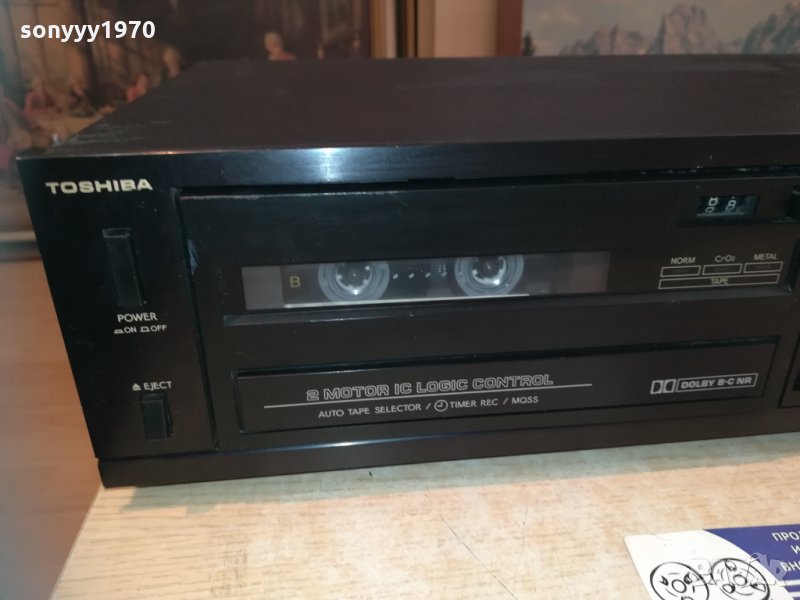 sonyyy1970
TOSHIBA
NORM CrO₂ METAL
TAPE
B
POWER
ON OFF
EJECT
2 MOTOR IC LOGIC CONTROL
AUTO TAPE SELECTOR / TIMER REC / MQSS
DOLBY B-C NR
ПРО
И